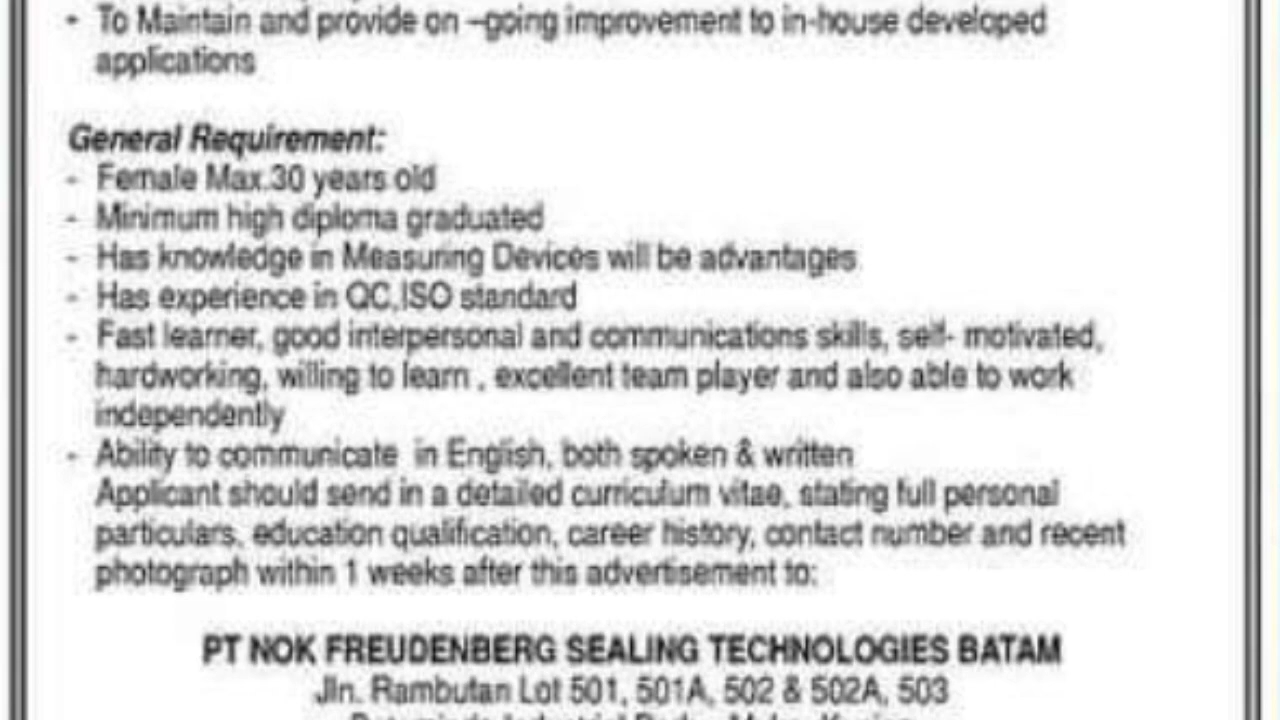 - To Maintain and provide on –going improvement to in-house developed
applications
General Requirement:
- Female Max.30 years old
- Minimum high diploma graduated
- Has knowledge in Measuring Devices will be advantages
- Has experience in QC,ISO standard
- Fast learner, good interpersonal and communications skills, self- motivated,
hardworking, willing to learn , excellent team player and also able to work
independently
- Ability to communicate in English, both spoken & written
Applicant should send in a detailed curriculum vitae, stating full personal
particulars, education qualification, career history, contact number and recent
photograph within 1 weeks after this advertisement to:
PT NOK FREUDENBERG SEALING TECHNOLOGIES BATAM
Jln. Rambutan Lot 501, 501A, 502 & 502A, 503